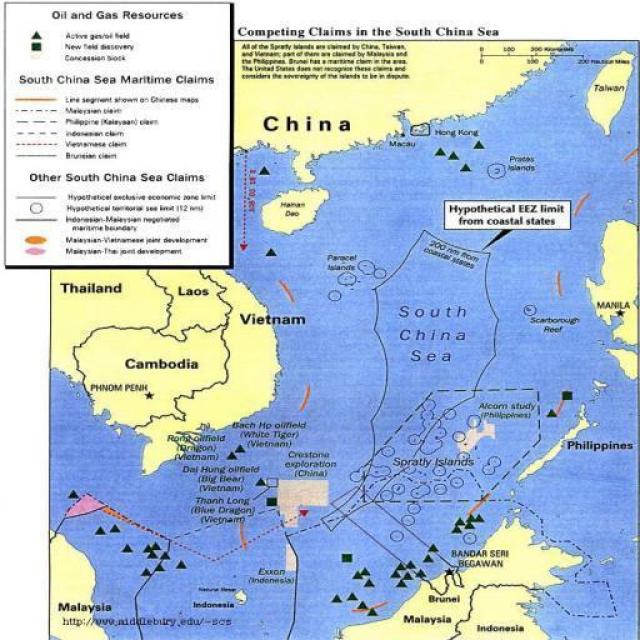 Competing Claims in the South China Sea
All of the Spratly Islands are claimed by China, Taiwan,
and Vietnam; part of them are claimed by Malaysia and
the Philippines. Brunei has a maritime claim in the area.
The United States does not recognize these claims and
considers the sovereignty of the islands to be in dispute.
0 100 200 Kilometers
0 100 200 Nautical Miles
Oil and Gas Resources
Active gas/oil field
New field discovery
Concession block
South China Sea Maritime Claims
Line segment shown on Chinese maps
Malaysian claim
Philippine (Kalayaan) claim
Indonesian claim
Vietnamese claim
Bruneian claim
Other South China Sea Claims
Hypothetical exclusive economic zone limit
Hypothetical territorial sea limit (12 nm)
Indonesian-Malaysian negotiated
maritime boundary
Malaysian-Vietnamese joint development
Malaysian-Thai joint development
China
Taiwan
Macau
Hong Kong
Pratas
Islands
Hainan
Dao
Hypothetical EEZ limit
from coastal states
200 nm from
coastal states
Paracel
Islands
Thailand
Laos
Vietnam
South
China
Sea
MANILA
Scarborough
Reef
Cambodia
PHNOM PENH
Alcorn study
(Philippines)
Philippines
Bach Ho oilfield
(White Tiger)
(Vietnam)
Rong oilfield
(Dragon)
(Vietnam)
Dai Hung oilfield
(Big Bear)
(Vietnam)
Crestone
exploration
(China)
Spratly Islands
Thanh Long
(Blue Dragon)
(Vietnam)
Exxon
(Indonesia)
BANDAR SERI
BEGAWAN
Brunei
Malaysia
Natuna Besar
Indonesia
Malaysia
Indonesia
http://www.middlebury.edu/~scs